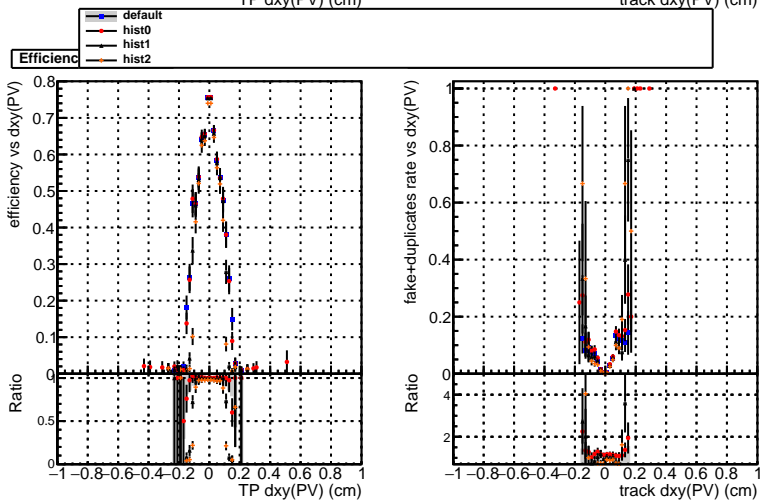 TP dxy(PV) (cm) track dxy(PV) (cm)
default
hist0
hist1
hist2
Efficienc
efficiency vs dxy(PV)
0.8
0.7
0.6
0.5
0.4
0.3
0.2
0.1
0
Ratio
1
0.5
0
−1 −0.8 −0.6 −0.4 −0.2 0 0.2 0.4 0.6 0.8 1
TP dxy(PV) (cm)
fake+duplicates rate vs dxy(PV)
1
0.8
0.6
0.4
0.2
0
Ratio
4
2
−1 −0.8 −0.6 −0.4 −0.2 0 0.2 0.4 0.6 0.8 1
track dxy(PV) (cm)